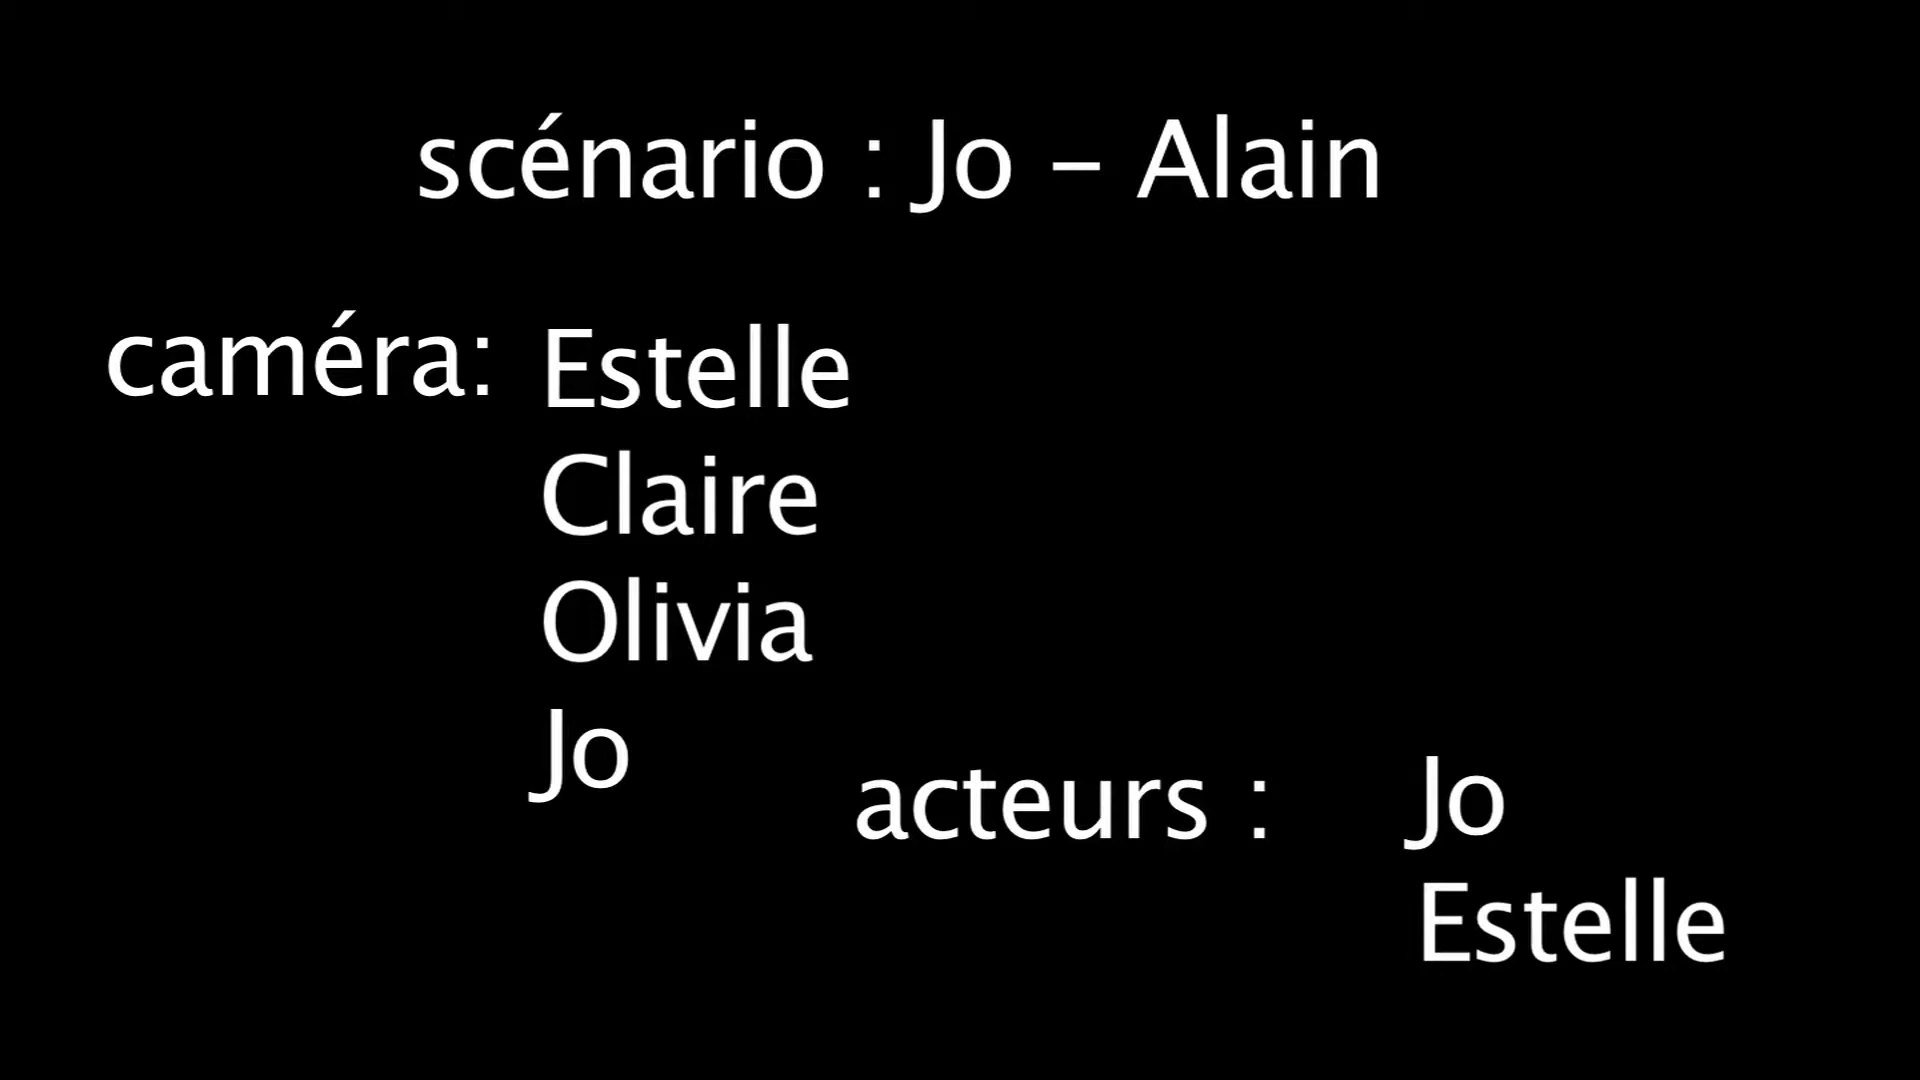 scénario : Jo - Alain
caméra: Estelle
Claire
Olivia
Jo
acteurs : Jo
Estelle